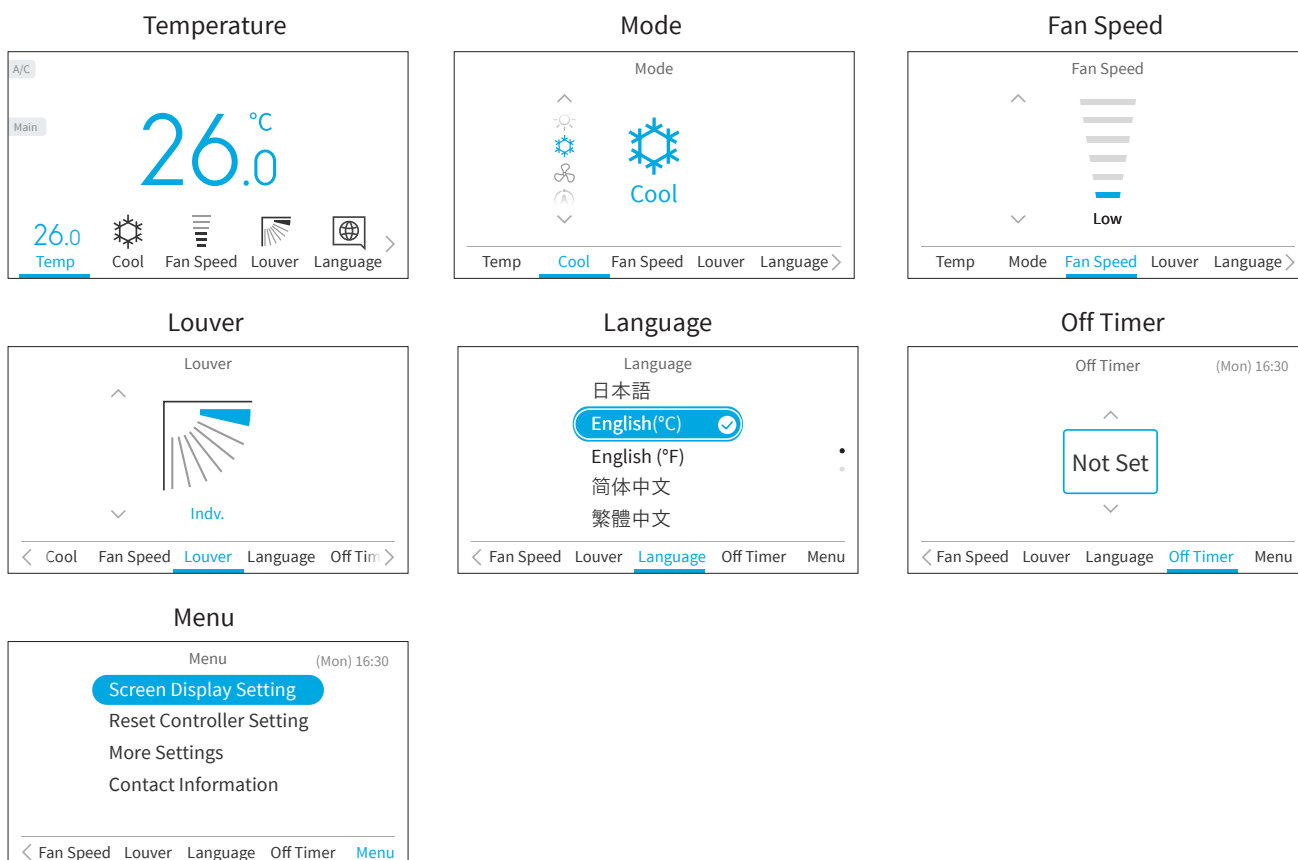 Temperature
A/C
Main
26.0 °C
26.0
Temp Cool Fan Speed Louver Language
Mode
Mode
Cool
Temp Cool Fan Speed Louver Language
Fan Speed
Fan Speed
Low
Temp Mode Fan Speed Louver Language
Louver
Louver
Indv.
Cool Fan Speed Louver Language Off Tim
Language
Language
日本語
English(°C)
English (°F)
简体中文
繁體中文
Fan Speed Louver Language Off Timer Menu
Off Timer
Off Timer (Mon) 16:30
Not Set
Fan Speed Louver Language Off Timer Menu
Menu
Menu (Mon) 16:30
Screen Display Setting
Reset Controller Setting
More Settings
Contact Information
Fan Speed Louver Language Off Timer Menu